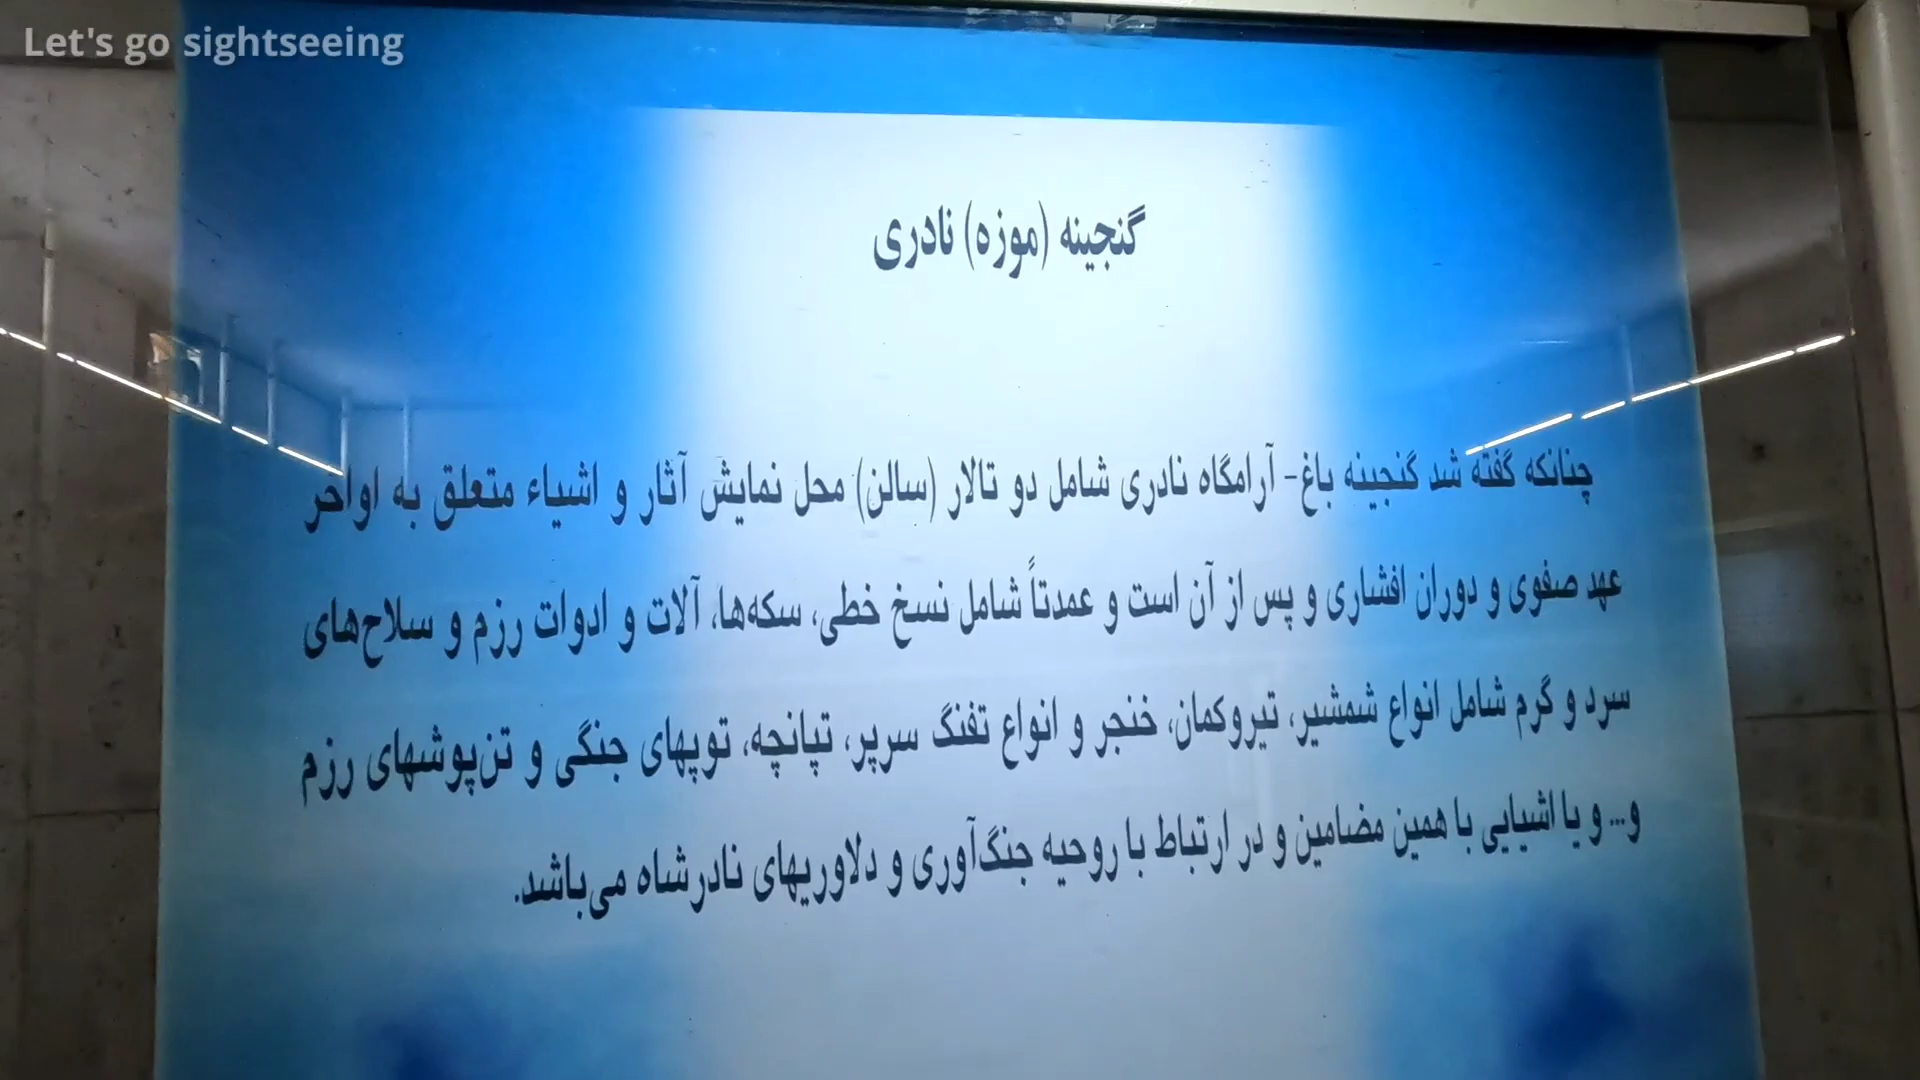 Let's go sightseeing
گنجینه (موزه) نادری
چنانکه گفته شد گنجینه باغ- آرامگاه نادری شامل دو تالار (سالن) محل نمایش آثار و اشیاء متعلق به اواخر
عهد صفوی و دوران افشاری و پس از آن است و عمدتاً شامل نسخ خطی، سکه‌ها، آلات و ادوات رزم و سلاح‌های
سرد و گرم شامل انواع شمشیر، تیروکمان، خنجر و انواع تفنگ سرپر، تپانچه، توپهای جنگی و تن‌پوشهای رزم
و... و یا اشیایی با همین مضامین و در ارتباط با روحیه جنگ‌آوری و دلاوریهای نادرشاه می‌باشد.